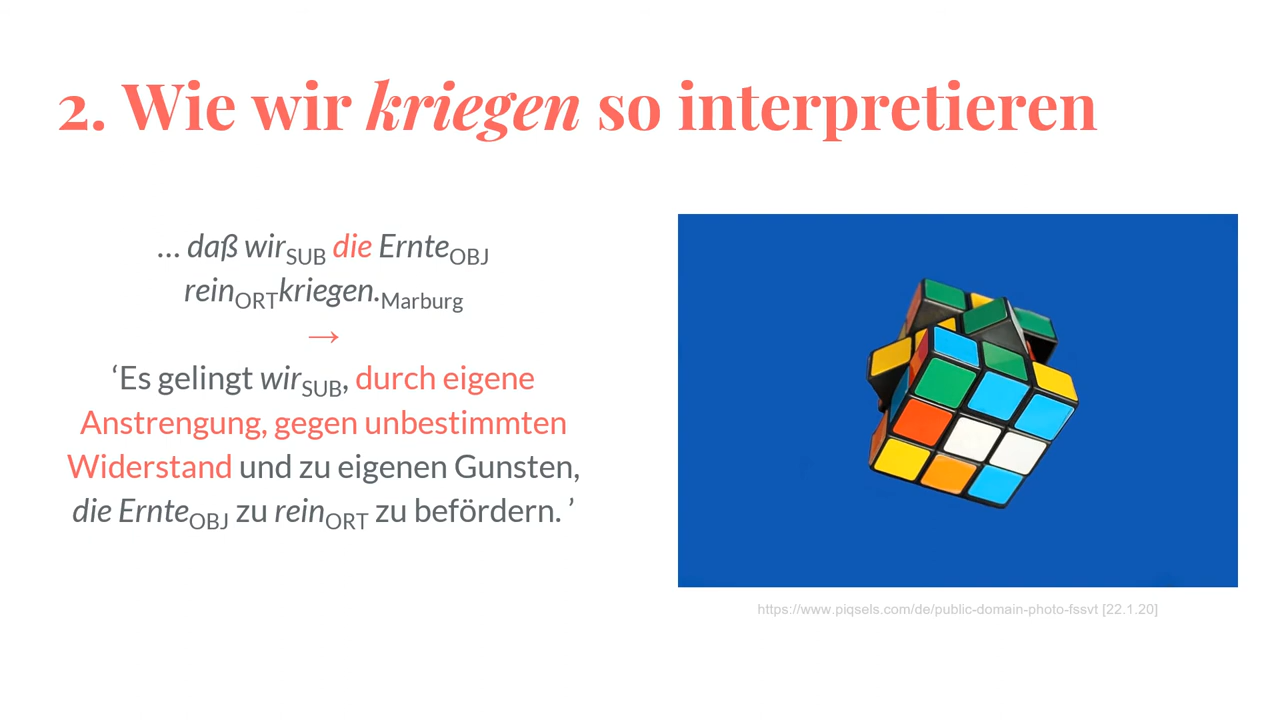 2. Wie wir kriegen so interpretieren
… daß wirSUB die ErnteOBJ
reinORTkriegen.Marburg
→
‘Es gelingt wirSUB, durch eigene
Anstrengung, gegen unbestimmten
Widerstand und zu eigenen Gunsten,
die ErnteOBJ zu reinORT zu befördern. ’
https://www.piqsels.com/de/public-domain-photo-fssvt [22.1.20]